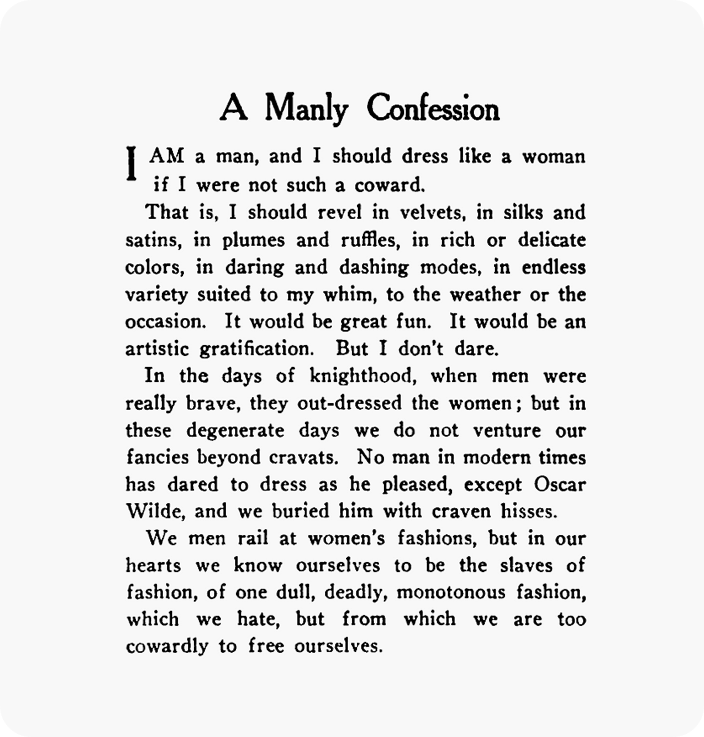 A Manly Confession
I AM a man, and I should dress like a woman
if I were not such a coward.
That is, I should revel in velvets, in silks and
satins, in plumes and ruffles, in rich or delicate
colors, in daring and dashing modes, in endless
variety suited to my whim, to the weather or the
occasion. It would be great fun. It would be an
artistic gratification. But I don't dare.
In the days of knighthood, when men were
really brave, they out-dressed the women; but in
these degenerate days we do not venture our
fancies beyond cravats. No man in modern times
has dared to dress as he pleased, except Oscar
Wilde, and we buried him with craven hisses.
We men rail at women's fashions, but in our
hearts we know ourselves to be the slaves of
fashion, of one dull, deadly, monotonous fashion,
which we hate, but from which we are too
cowardly to free ourselves.